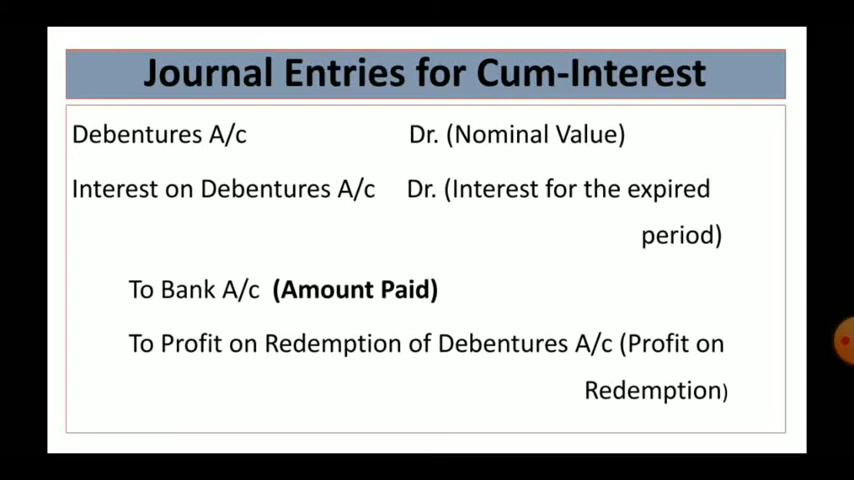 Journal Entries for Cum-Interest
Debentures A/c Dr. (Nominal Value)
Interest on Debentures A/c Dr. (Interest for the expired
period)
To Bank A/c (Amount Paid)
To Profit on Redemption of Debentures A/c (Profit on
Redemption)